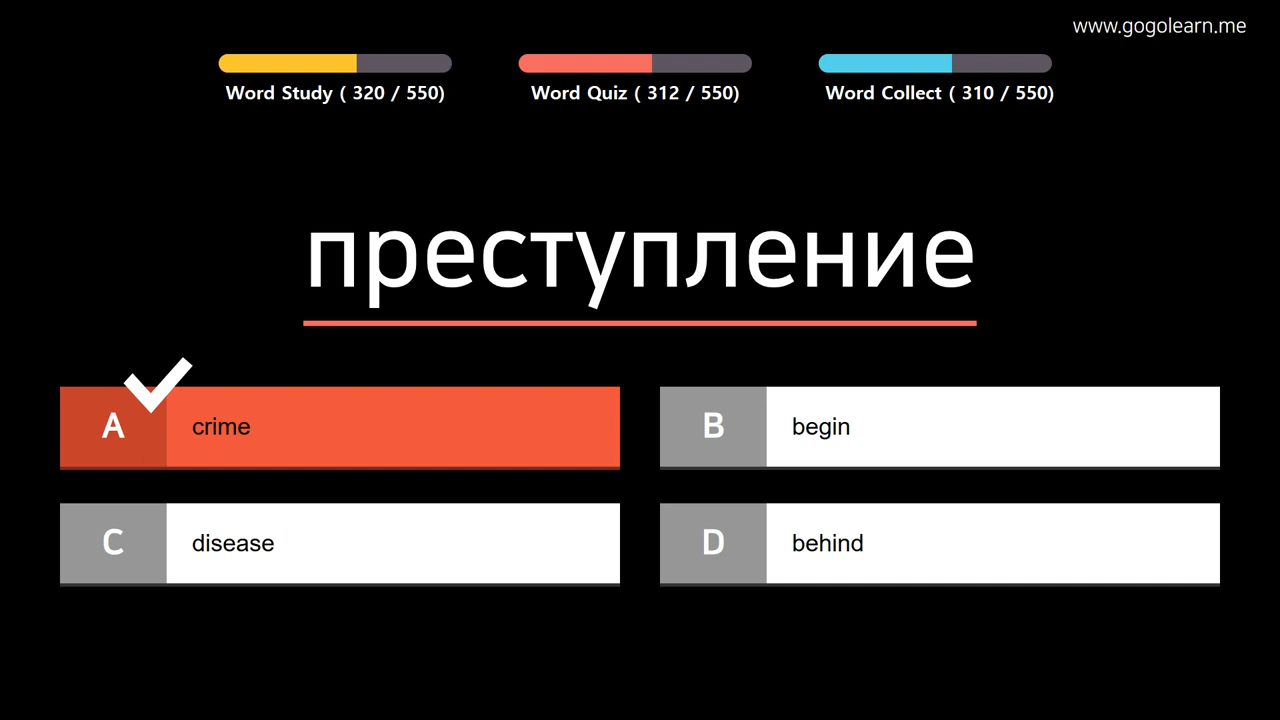 www.gogolearn.me
Word Study ( 320 / 550)
Word Quiz ( 312 / 550)
Word Collect ( 310 / 550)
преступление
A crime
B begin
C disease
D behind